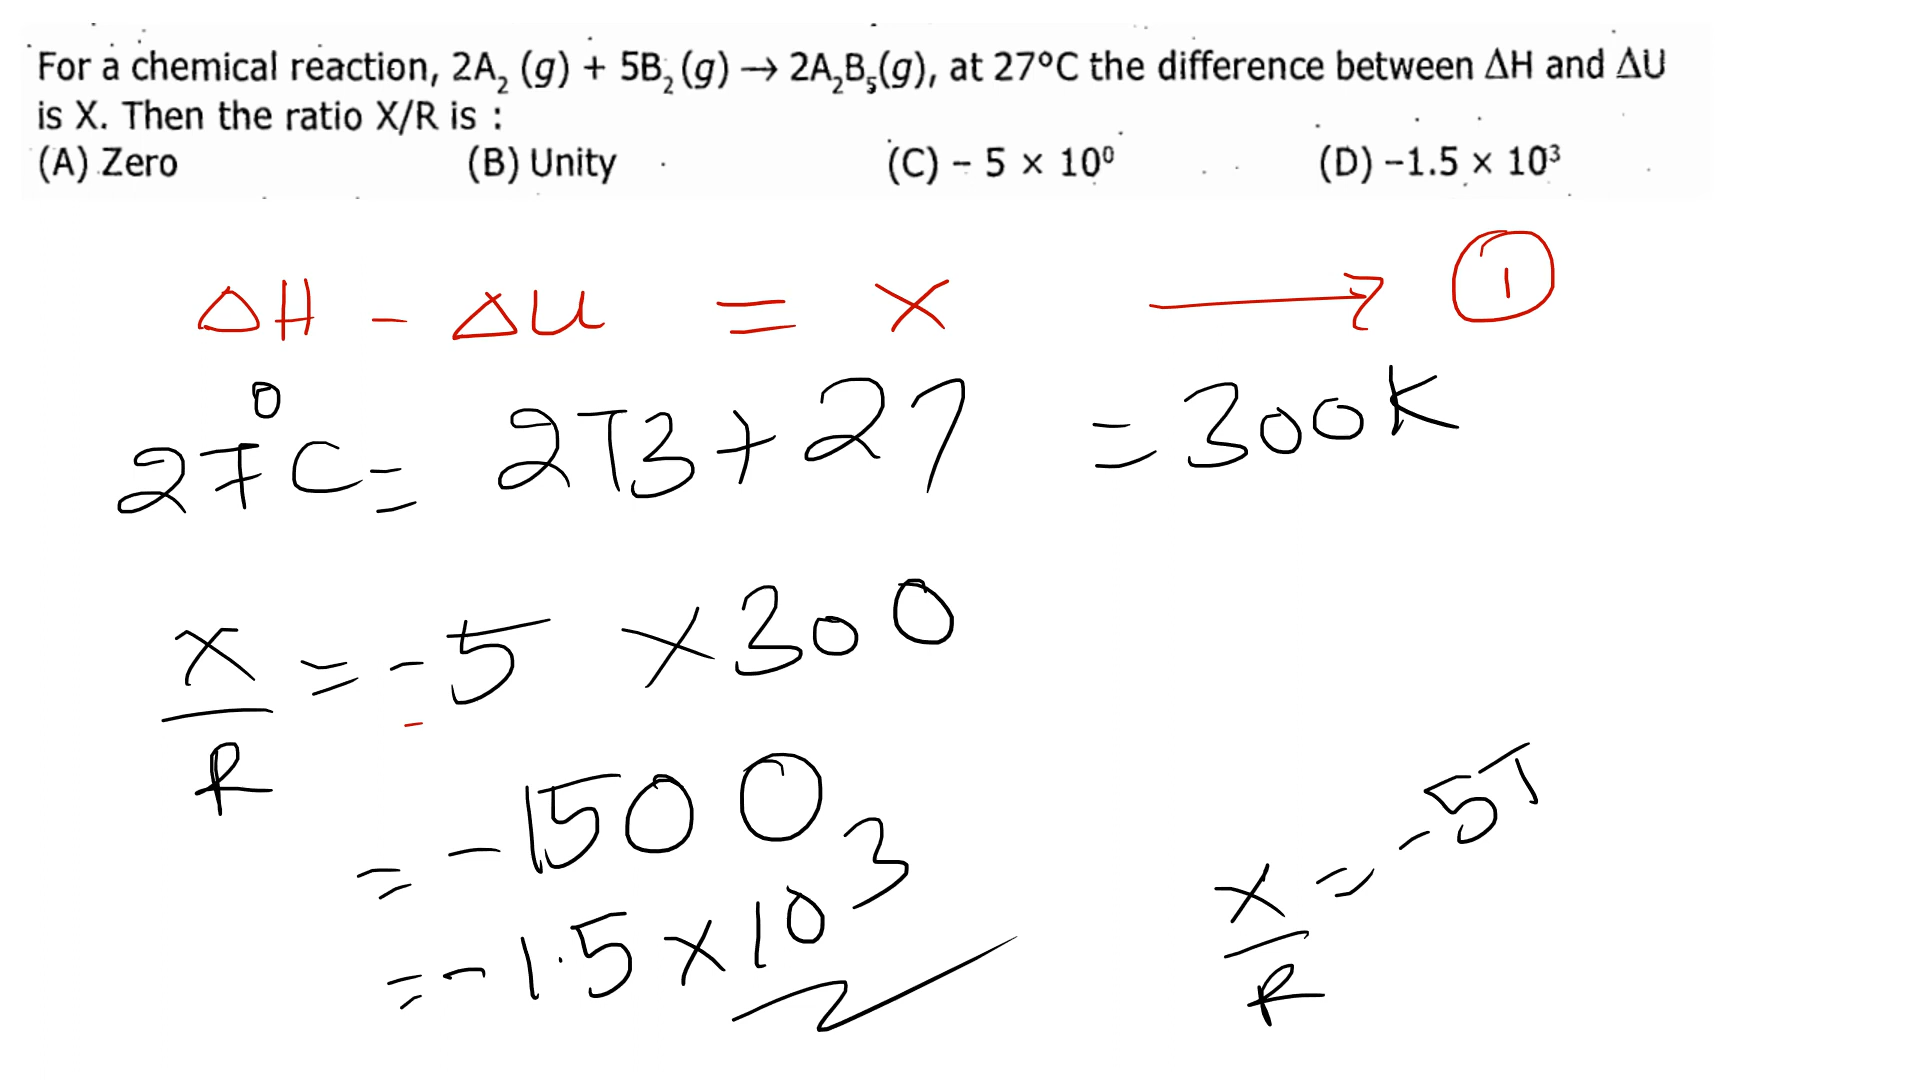 For a chemical reaction, 2A₂ (g) + 5B₂ (g) → 2A₂B₅(g), at 27°C the difference between ΔH and ΔU
is X. Then the ratio X/R is :
(A) Zero (B) Unity (C) – 5 × 10⁰ (D) –1.5 × 10³
ΔH - ΔU = X → 1
27°C = 273 + 27 = 300K
X/R = -5 × 300
= -1500
= -1.5 × 10³
X/R = -5T